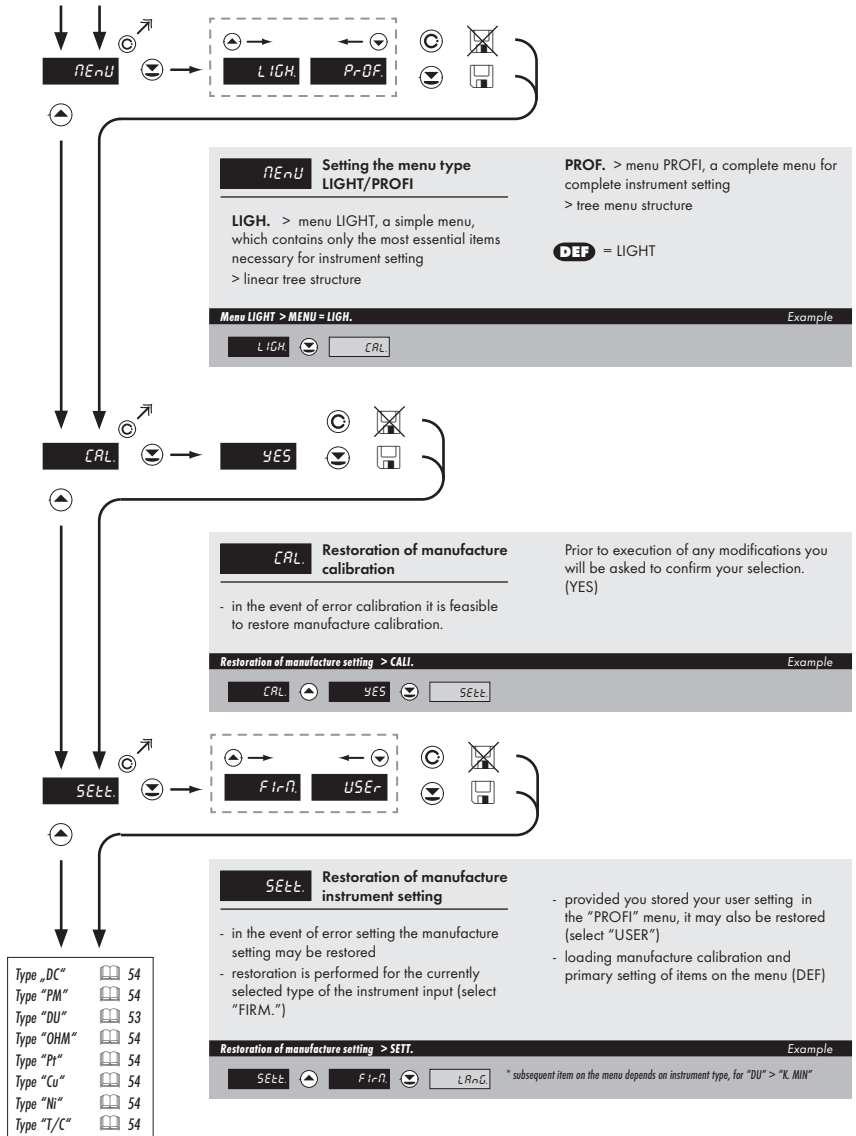 MEnU
LIGH.
PrOF.
MEnU
Setting the menu type
LIGHT/PROFI
LIGH. > menu LIGHT, a simple menu,
which contains only the most essential items
necessary for instrument setting
> linear tree structure
PROF. > menu PROFI, a complete menu for
complete instrument setting
> tree menu structure
DEF = LIGHT
Menu LIGHT > MENU = LIGH.
Example
LIGH.
CAL.
CAL.
YES
CAL.
Restoration of manufacture
calibration
- in the event of error calibration it is feasible
to restore manufacture calibration.
Prior to execution of any modifications you
will be asked to confirm your selection.
(YES)
Restoration of manufacture setting > CALI.
Example
CAL.
YES
SEtt.
SEtt.
FIrM.
USEr
SEtt.
Restoration of manufacture
instrument setting
- in the event of error setting the manufacture
setting may be restored
- restoration is performed for the currently
selected type of the instrument input (select
"FIRM.")
- provided you stored your user setting in
the "PROFI" menu, it may also be restored
(select "USER")
- loading manufacture calibration and
primary setting of items on the menu (DEF)
Restoration of manufacture setting > SETT.
Example
SEtt.
FIrM.
LAnG.
* subsequent item on the menu depends on instrument type, for "DU" > "K. MIN"
Type „DC“ 54
Type "PM" 54
Type "DU" 53
Type "OHM" 54
Type "Pt" 54
Type "Cu" 54
Type "Ni" 54
Type "T/C" 54